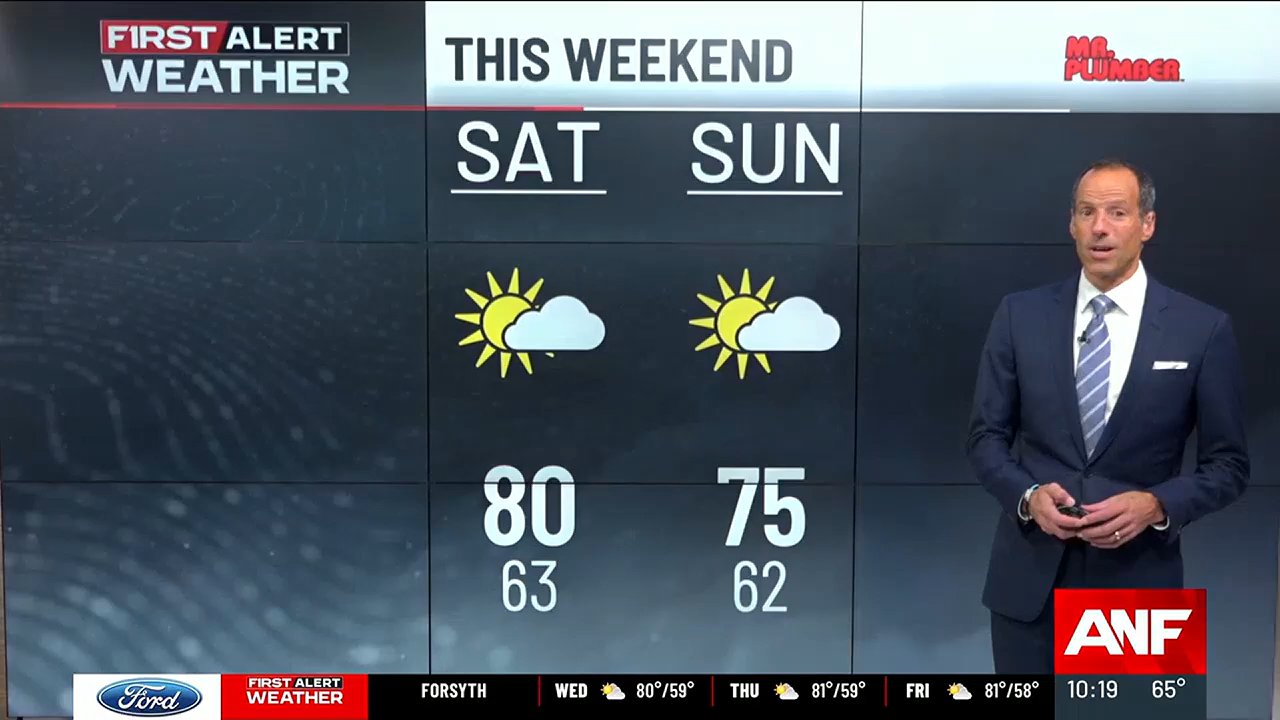 FIRST ALERT
WEATHER
THIS WEEKEND
MR.
PLUMBER
SAT SUN
80 75
63 62
ANF
Ford
FIRST ALERT
WEATHER
FORSYTH WED 80°/59° THU 81°/59° FRI 81°/58°
10:19 65°